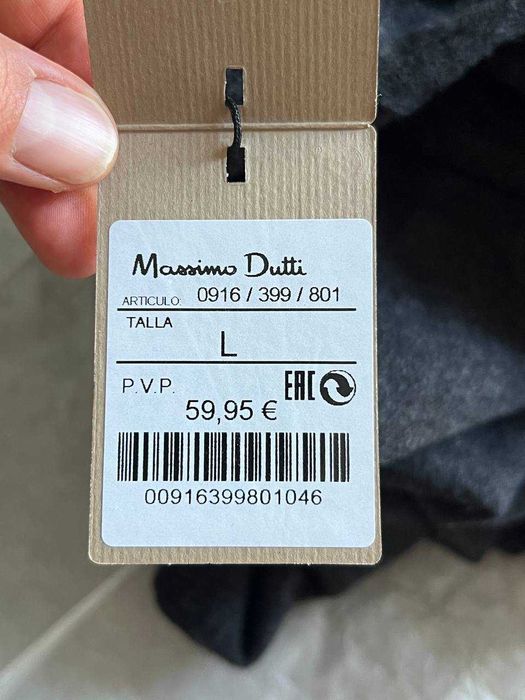 Massimo Dutti
ARTICULO: 0916 / 399 / 801
TALLA
L
P.V.P. EAC
59,95 €
00916399801046